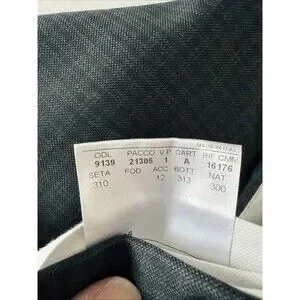 MADE IN ITALY
ODL PACCO V.P CART RIF.CMM
9139 21305 1 A 16176
SETA FOD. ACC BOTT NAT
310 12 313 300